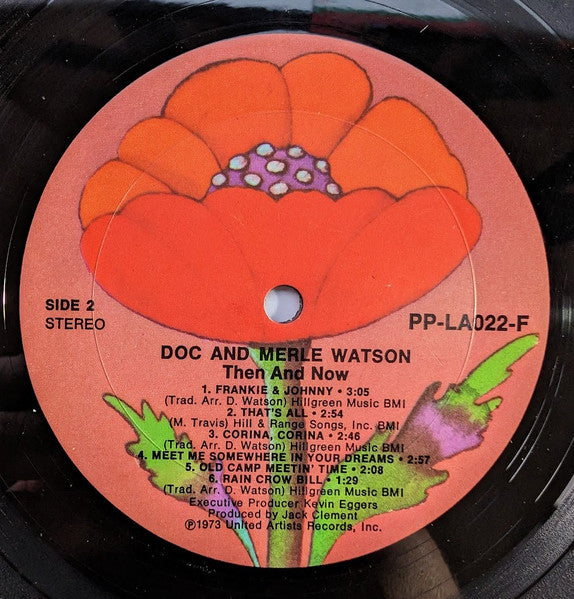 SIDE 2
STEREO
PP-LA022-F
DOC AND MERLE WATSON
Then And Now
1. FRANKIE & JOHNNY • 3:05
(Trad. Arr. D. Watson) Hillgreen Music BMI
2. THAT'S ALL • 2:54
(M. Travis) Hill & Range Songs, Inc. BMI
3. CORINA, CORINA • 2:46
(Trad. Arr. D. Watson) Hillgreen Music BMI
4. MEET ME SOMEWHERE IN YOUR DREAMS • 2:57
5. OLD CAMP MEETIN' TIME • 2:08
6. RAIN CROW BILL • 1:29
(Trad. Arr. D. Watson) Hillgreen Music BMI
Executive Producer Kevin Eggers
Produced by Jack Clement
℗1973 United Artists Records, Inc.